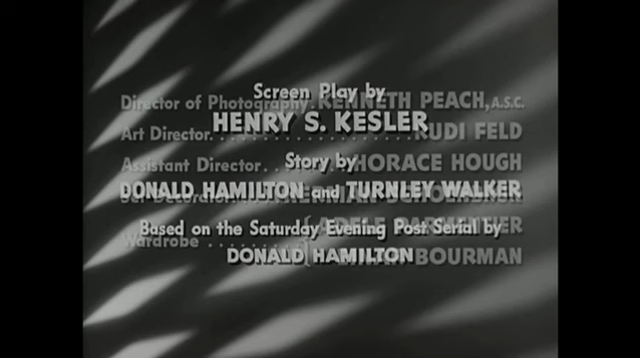 Screen Play by
Director of Photography. KENNETH PEACH, A.S.C.
HENRY S. KESLER
Art Director. . . . . . . . . . . . . . . . . . RUDI FELD
Story by
Assistant Director . . HORACE HOUGH
DONALD HAMILTON and TURNLEY WALKER
Based on the Saturday Evening Post Serial by
ADELE PARMENTER
Wardrobe . . . . . . . . .
DONALD HAMILTON
BOURMAN